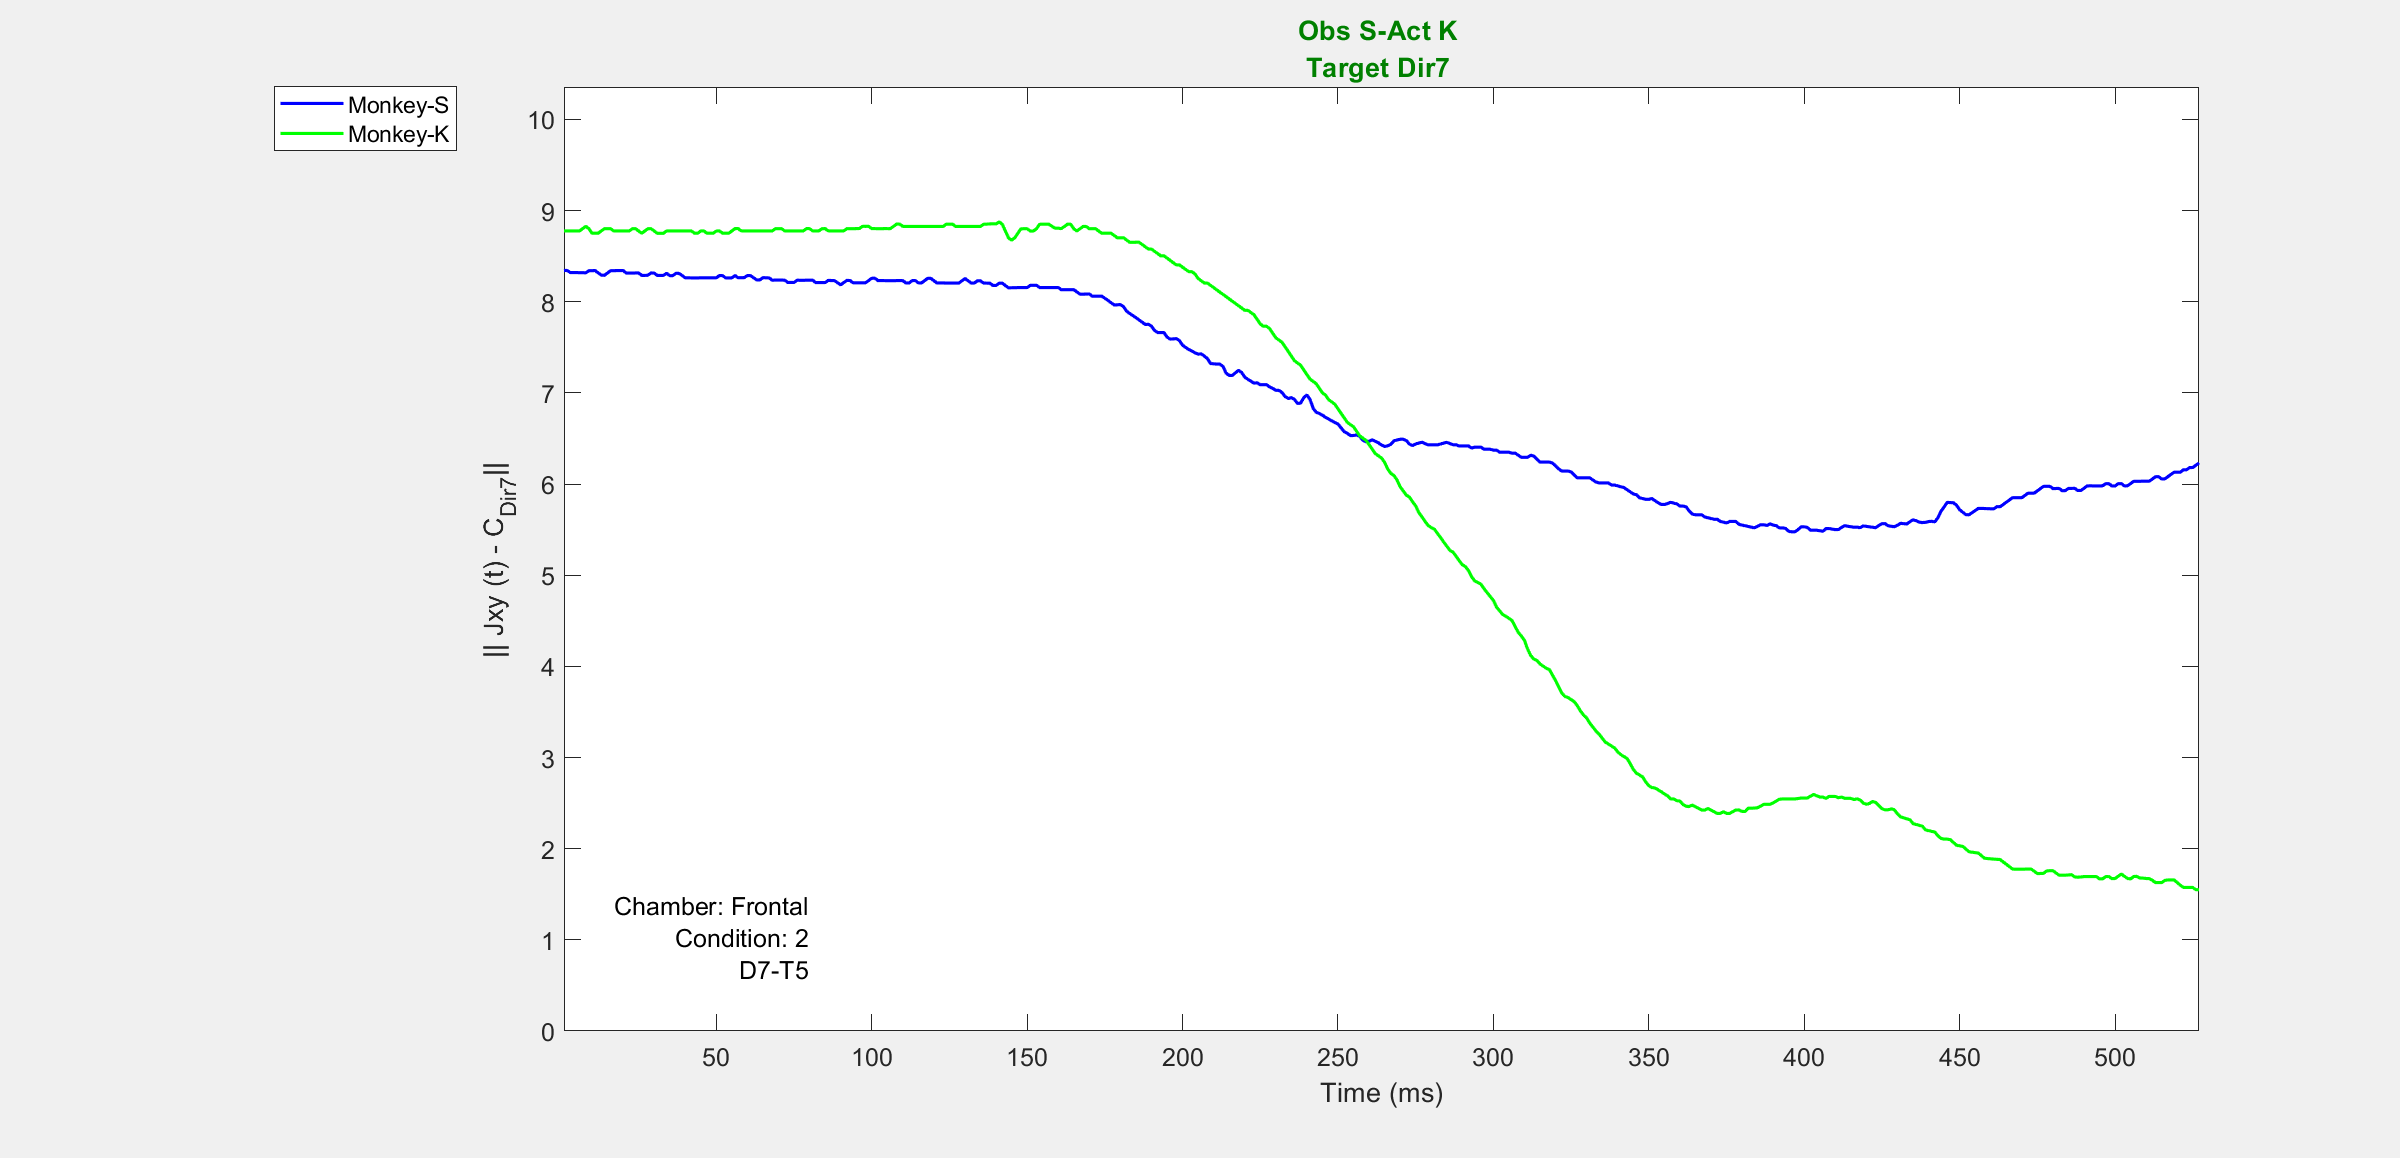 Obs S-Act K
Target Dir7
Monkey-S
Monkey-K
10
9
8
7
6
5
4
3
2
1
0
|| Jxy (t) - C_Dir7||
Chamber: Frontal
Condition: 2
D7-T5
50 100 150 200 250 300 350 400 450 500
Time (ms)